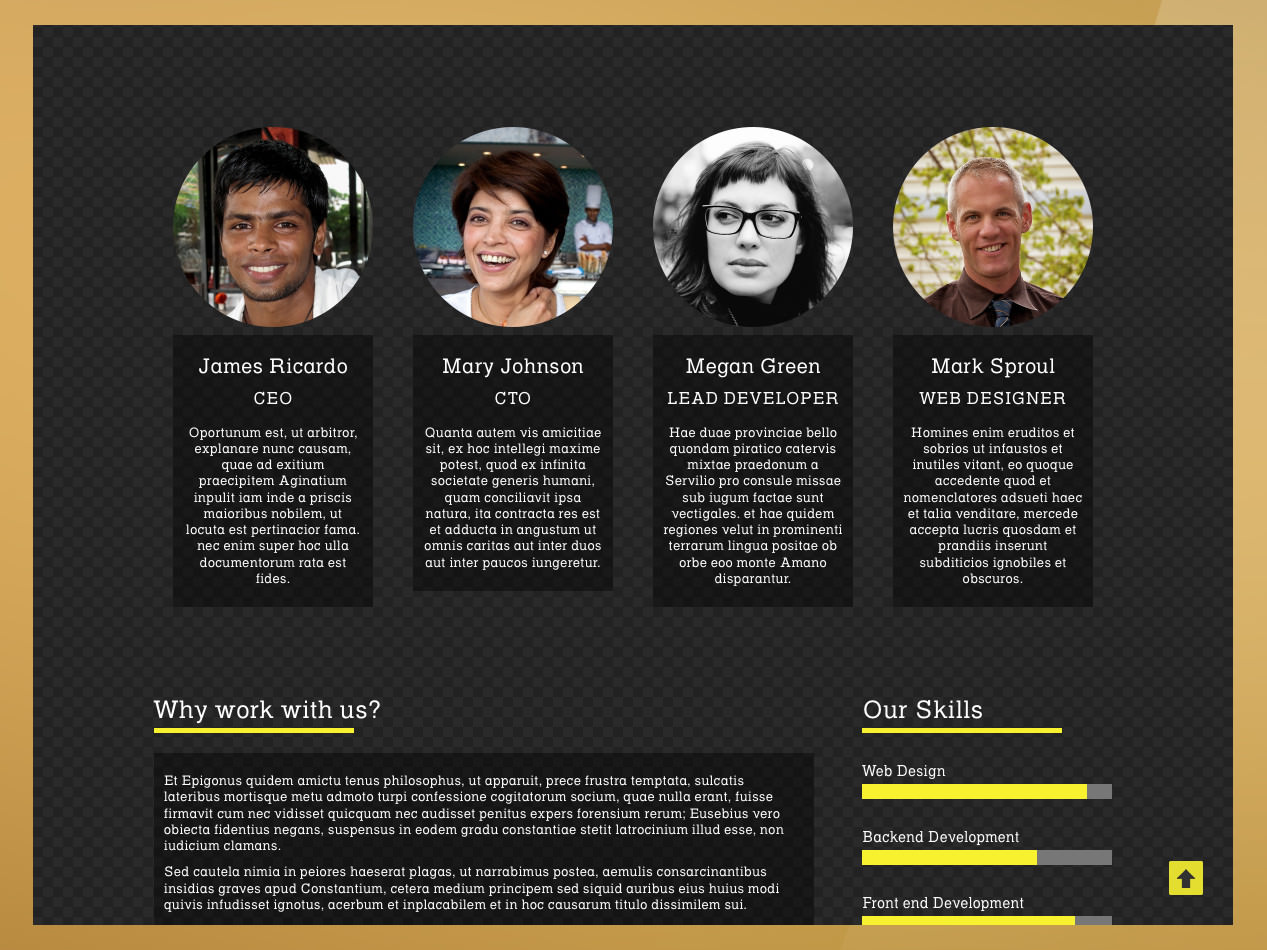 James Ricardo
CEO
Oportunum est, ut arbitror,
explanare nunc causam,
quae ad exitium
praecipitem Aginatium
inpulit iam inde a priscis
maioribus nobilem, ut
locuta est pertinacior fama.
nec enim super hoc ulla
documentorum rata est
fides.
Mary Johnson
CTO
Quanta autem vis amicitiae
sit, ex hoc intellegi maxime
potest, quod ex infinita
societate generis humani,
quam conciliavit ipsa
natura, ita contracta res est
et adducta in angustum ut
omnis caritas aut inter duos
aut inter paucos iungeretur.
Megan Green
LEAD DEVELOPER
Hae duae provinciae bello
quondam piratico catervis
mixtae praedonum a
Servilio pro consule missae
sub iugum factae sunt
vectigales. et hae quidem
regiones velut in prominenti
terrarum lingua positae ob
orbe eoo monte Amano
disparantur.
Mark Sproul
WEB DESIGNER
Homines enim eruditos et
sobrios ut infaustos et
inutiles vitant, eo quoque
accedente quod et
nomenclatores adsueti haec
et talia venditare, mercede
accepta lucris quosdam et
prandiis inserunt
subditicios ignobiles et
obscuros.
Why work with us?
Et Epigonus quidem amictu tenus philosophus, ut apparuit, prece frustra temptata, sulcatis
lateribus mortisque metu admoto turpi confessione cogitatorum socium, quae nulla erant, fuisse
firmavit cum nec vidisset quicquam nec audisset penitus expers forensium rerum; Eusebius vero
obiecta fidentius negans, suspensus in eodem gradu constantiae stetit latrocinium illud esse, non
iudicium clamans.
Sed cautela nimia in peiores haeserat plagas, ut narrabimus postea, aemulis consarcinantibus
insidias graves apud Constantium, cetera medium principem sed siquid auribus eius huius modi
quivis infudisset ignotus, acerbum et inplacabilem et in hoc causarum titulo dissimilem sui.
Our Skills
Web Design
Backend Development
Front end Development